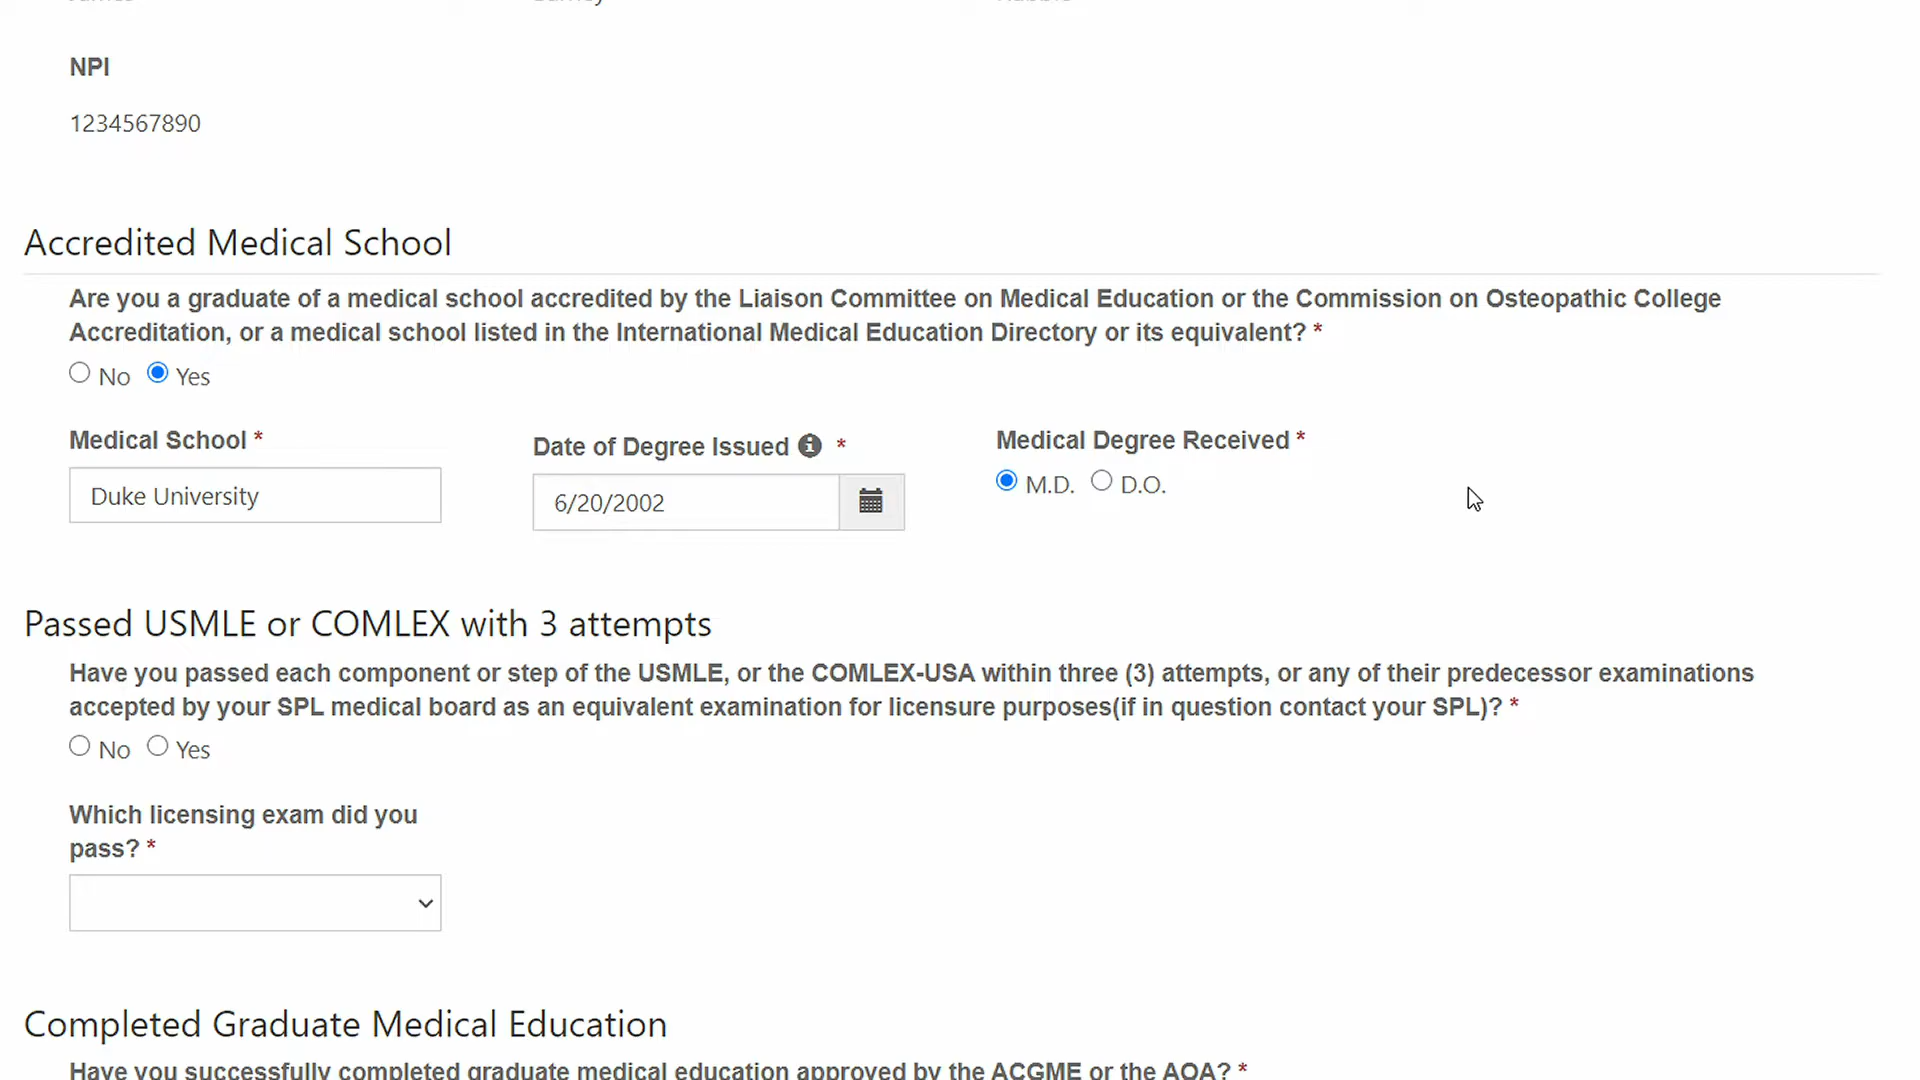 NPI
1234567890
Accredited Medical School
Are you a graduate of a medical school accredited by the Liaison Committee on Medical Education or the Commission on Osteopathic College
Accreditation, or a medical school listed in the International Medical Education Directory or its equivalent? *
No Yes
Medical School * Date of Degree Issued * Medical Degree Received *
Duke University 6/20/2002 M.D. D.O.
Passed USMLE or COMLEX with 3 attempts
Have you passed each component or step of the USMLE, or the COMLEX-USA within three (3) attempts, or any of their predecessor examinations
accepted by your SPL medical board as an equivalent examination for licensure purposes(if in question contact your SPL)? *
No Yes
Which licensing exam did you
pass? *
Completed Graduate Medical Education
Have you successfully completed graduate medical education approved by the ACGME or the AOA? *